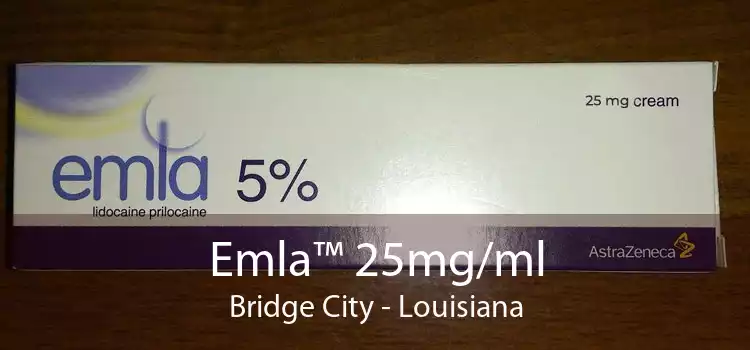 25 mg cream
emla 5%
lidocaine prilocaine
AstraZeneca
Emla™ 25mg/ml
Bridge City - Louisiana